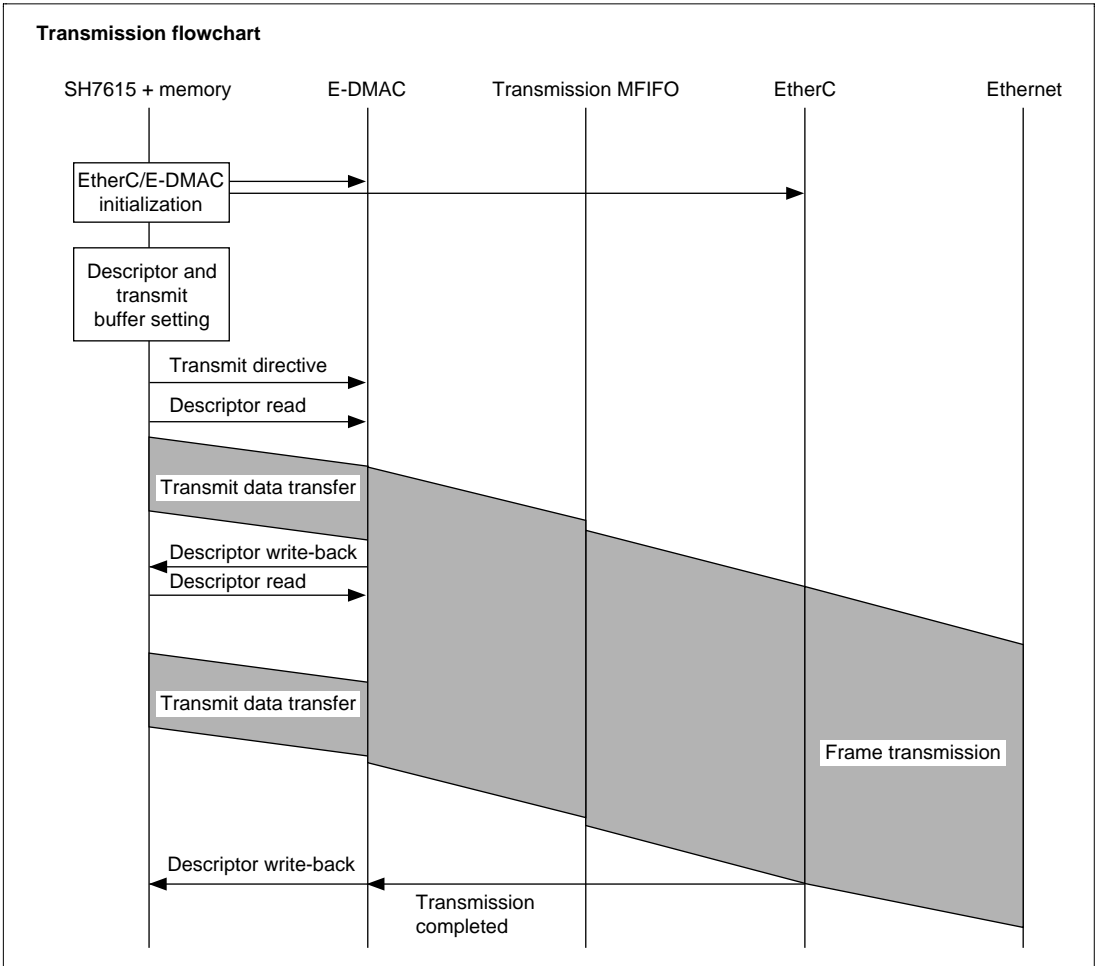 Transmission flowchart
SH7615 + memory
E-DMAC
Transmission MFIFO
EtherC
Ethernet
EtherC/E-DMAC
initialization
Descriptor and
transmit
buffer setting
Transmit directive
Descriptor read
Transmit data transfer
Descriptor write-back
Descriptor read
Transmit data transfer
Frame transmission
Descriptor write-back
Transmission
completed